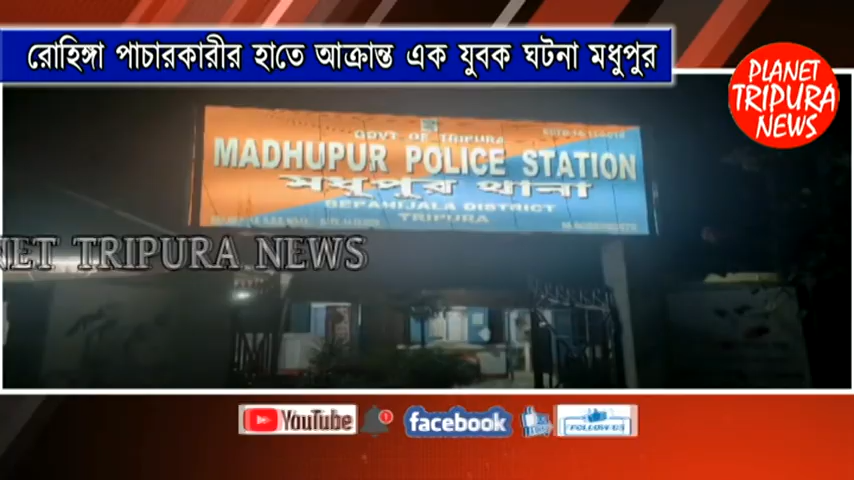 রোহিঙ্গা পাচারকারীর হাতে আক্রান্ত এক যুবক ঘটনা মধুপুর
PLANET
TRIPURA
NEWS
GOVT OF TRIPURA
MADHUPUR POLICE STATION
মধুপুর থানা
SEPAHIJALA DISTRICT
TRIPURA
NET TRIPURA NEWS
YouTube
1
facebook
FOLLOW US